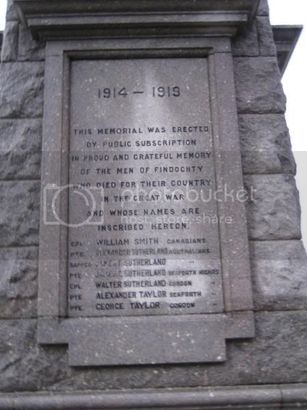 1914 — 1919
THIS MEMORIAL WAS ERECTED
BY PUBLIC SUBSCRIPTION
IN PROUD AND GRATEFUL MEMORY
OF THE MEN OF FINDOCHTY
WHO DIED FOR THEIR COUNTRY
IN THE GREAT WAR
AND WHOSE NAMES ARE
INSCRIBED HEREON.
CPL WILLIAM SMITH CANADIANS.
PTE ALEXANDER SUTHERLAND AUSTRALIANS.
SAPPER SUTHERLAND
PTE SUTHERLAND SEAFORTH HIGHRS
CPL WALTER SUTHERLAND GORDON "
PTE ALEXANDER TAYLOR SEAFORTH "
PTE GEORGE TAYLOR GORDON "
photobucket